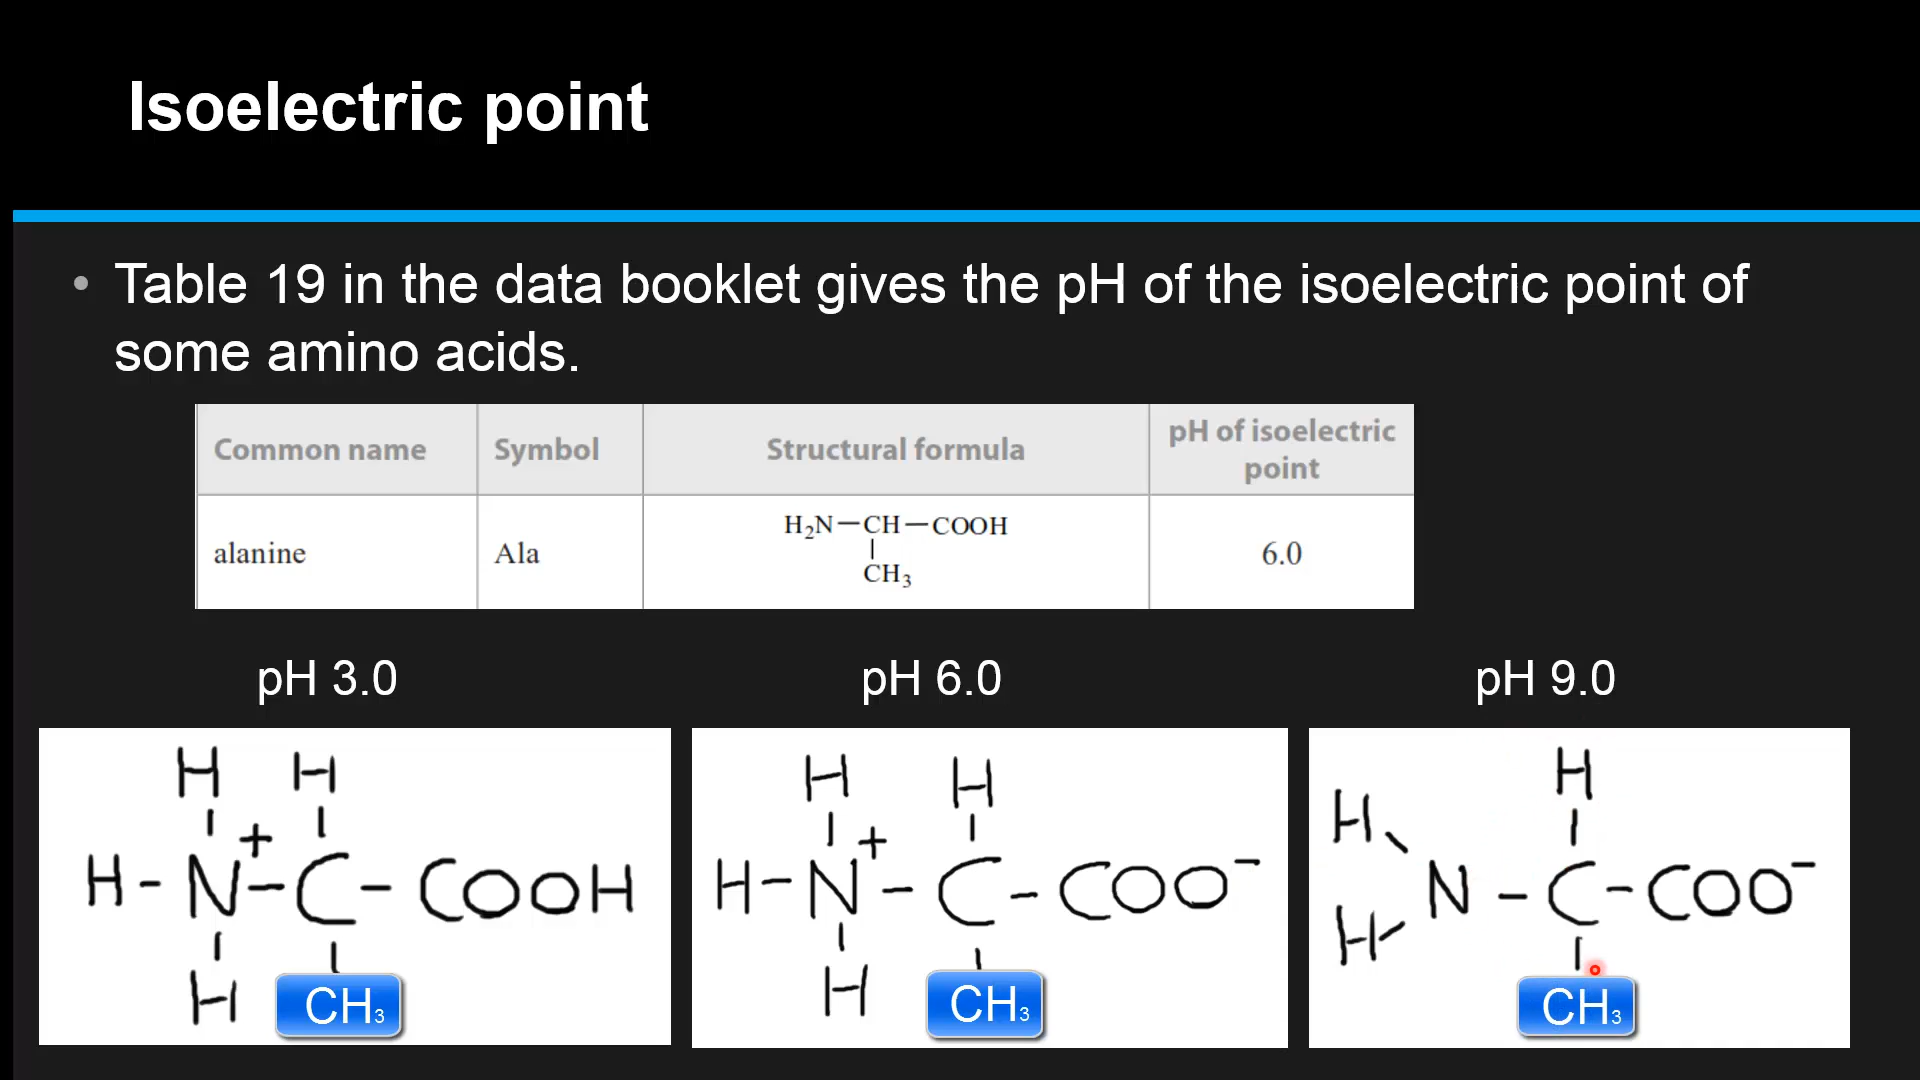 Isoelectric point
• Table 19 in the data booklet gives the pH of the isoelectric point of
some amino acids.
Common name Symbol Structural formula pH of isoelectric
point
alanine Ala H₂N—CH—COOH 6.0
|
CH₃
pH 3.0 pH 6.0 pH 9.0
H H
H-N⁺-C-COOH
H CH₃
H H
H-N⁺-C-COO⁻
H CH₃
H
H
N-C-COO⁻
H
CH₃